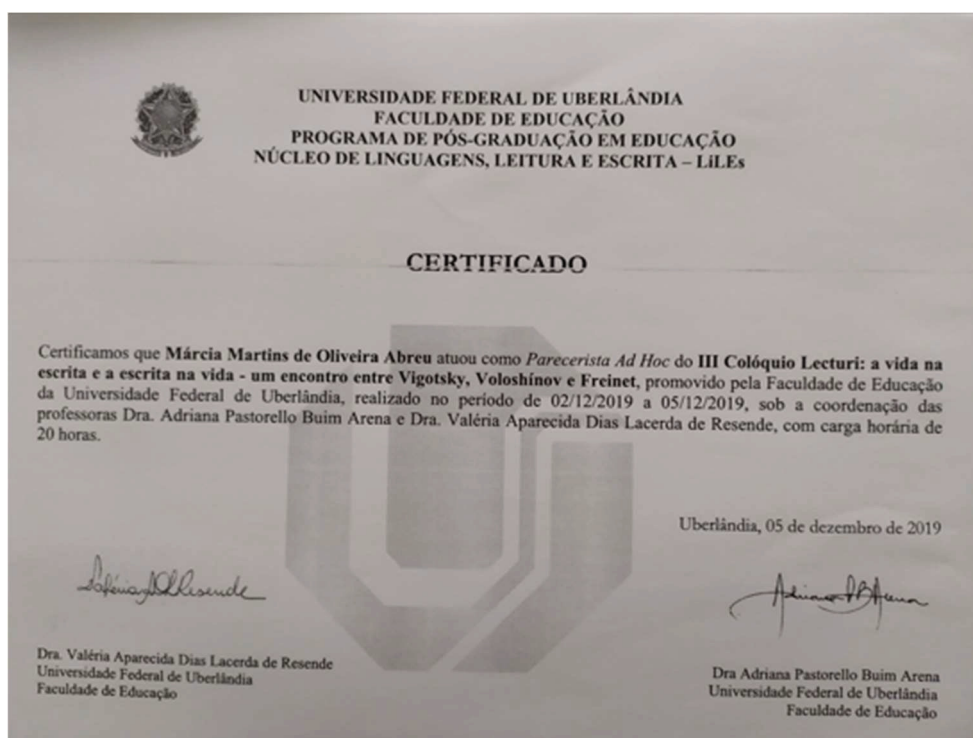 UNIVERSIDADE FEDERAL DE UBERLÂNDIA
FACULDADE DE EDUCAÇÃO
PROGRAMA DE PÓS-GRADUAÇÃO EM EDUCAÇÃO
NÚCLEO DE LINGUAGENS, LEITURA E ESCRITA – LiLEs
CERTIFICADO
Certificamos que Márcia Martins de Oliveira Abreu atuou como Parecerista Ad Hoc do III Colóquio Lecturi: a vida na
escrita e a escrita na vida - um encontro entre Vigotsky, Voloshínov e Freinet, promovido pela Faculdade de Educação
da Universidade Federal de Uberlândia, realizado no período de 02/12/2019 a 05/12/2019, sob a coordenação das
professoras Dra. Adriana Pastorello Buim Arena e Dra. Valéria Aparecida Dias Lacerda de Resende, com carga horária de
20 horas.
Uberlândia, 05 de dezembro de 2019
Dra. Valéria Aparecida Dias Lacerda de Resende
Universidade Federal de Uberlândia
Faculdade de Educação
Dra Adriana Pastorello Buim Arena
Universidade Federal de Uberlândia
Faculdade de Educação